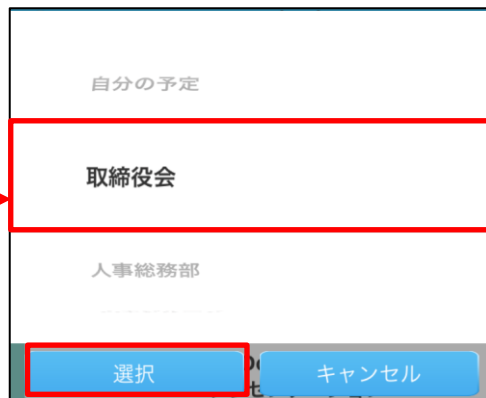 自分の予定
取締役会
人事総務部
選択
キャンセル